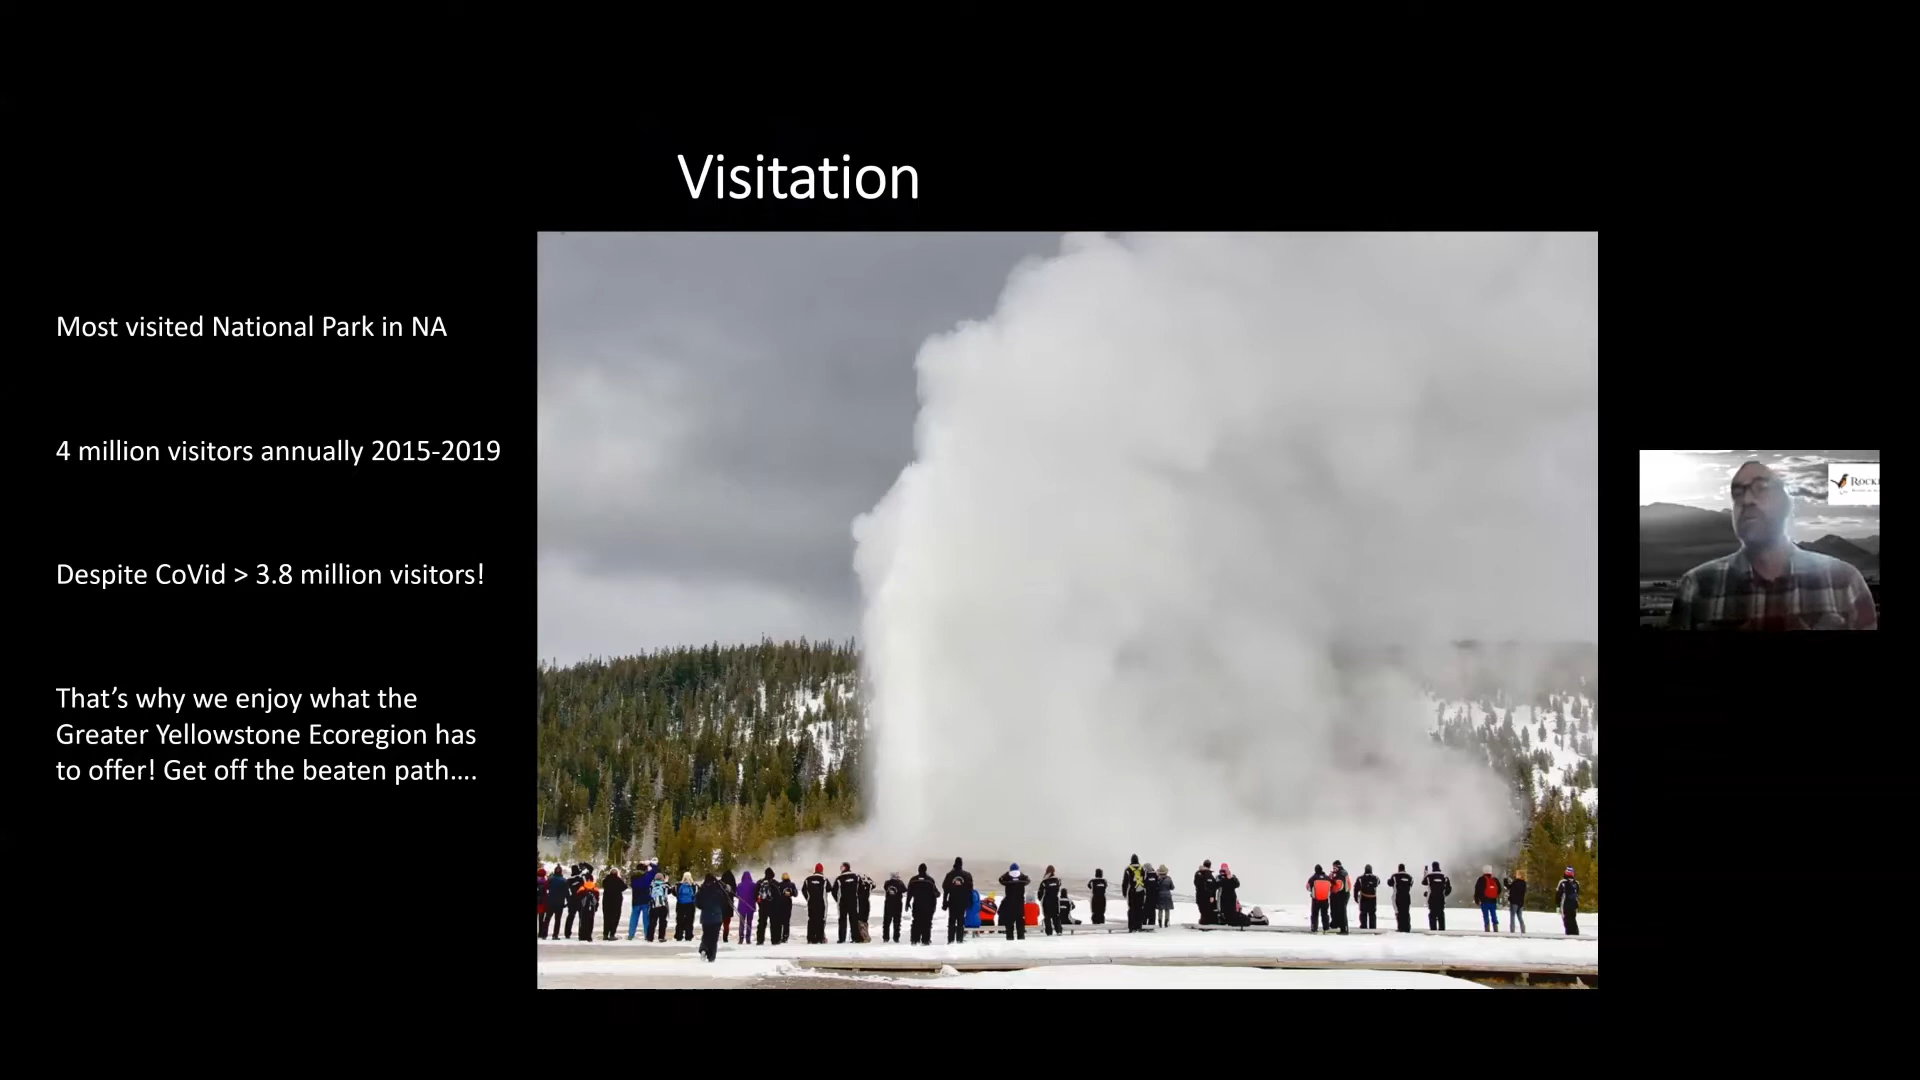 Visitation
Most visited National Park in NA
4 million visitors annually 2015-2019
Despite CoVid > 3.8 million visitors!
That’s why we enjoy what the
Greater Yellowstone Ecoregion has
to offer! Get off the beaten path….